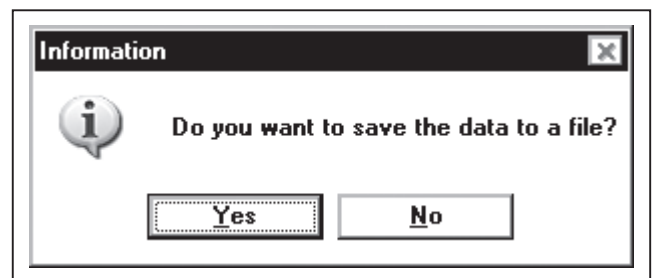 Information
Do you want to save the data to a file?
Yes No